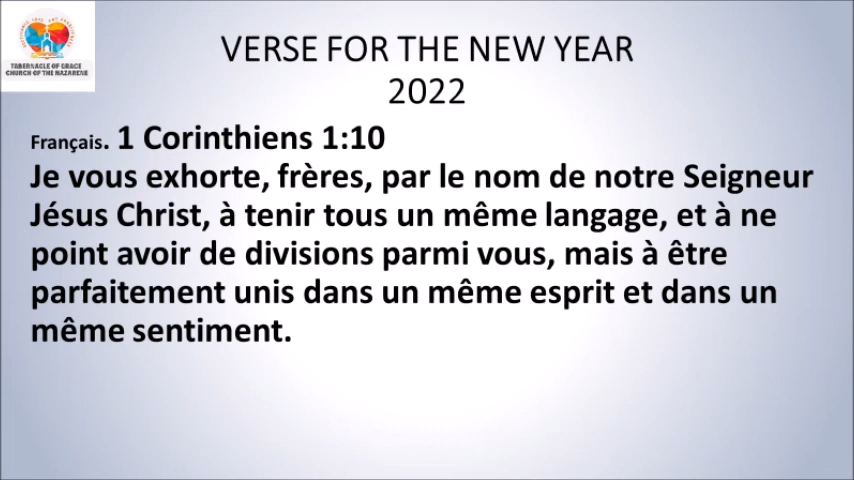 TABERNACLE OF GRACE
CHURCH OF THE NAZARENE
VERSE FOR THE NEW YEAR
2022
Français. 1 Corinthiens 1:10
Je vous exhorte, frères, par le nom de notre Seigneur
Jésus Christ, à tenir tous un même langage, et à ne
point avoir de divisions parmi vous, mais à être
parfaitement unis dans un même esprit et dans un
même sentiment.